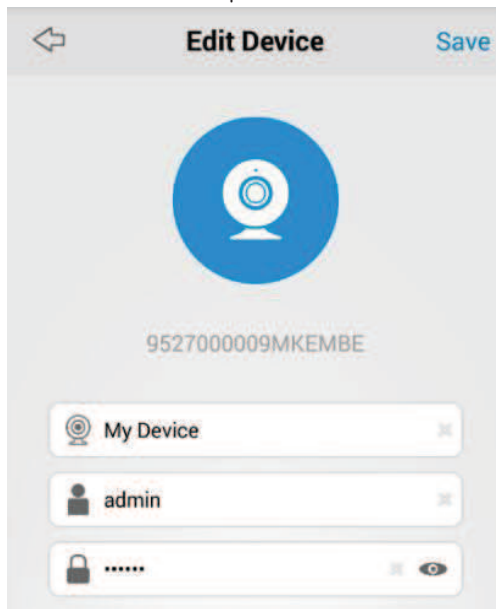 Edit Device
Save
9527000009MKEMBE
My Device
admin
••••••